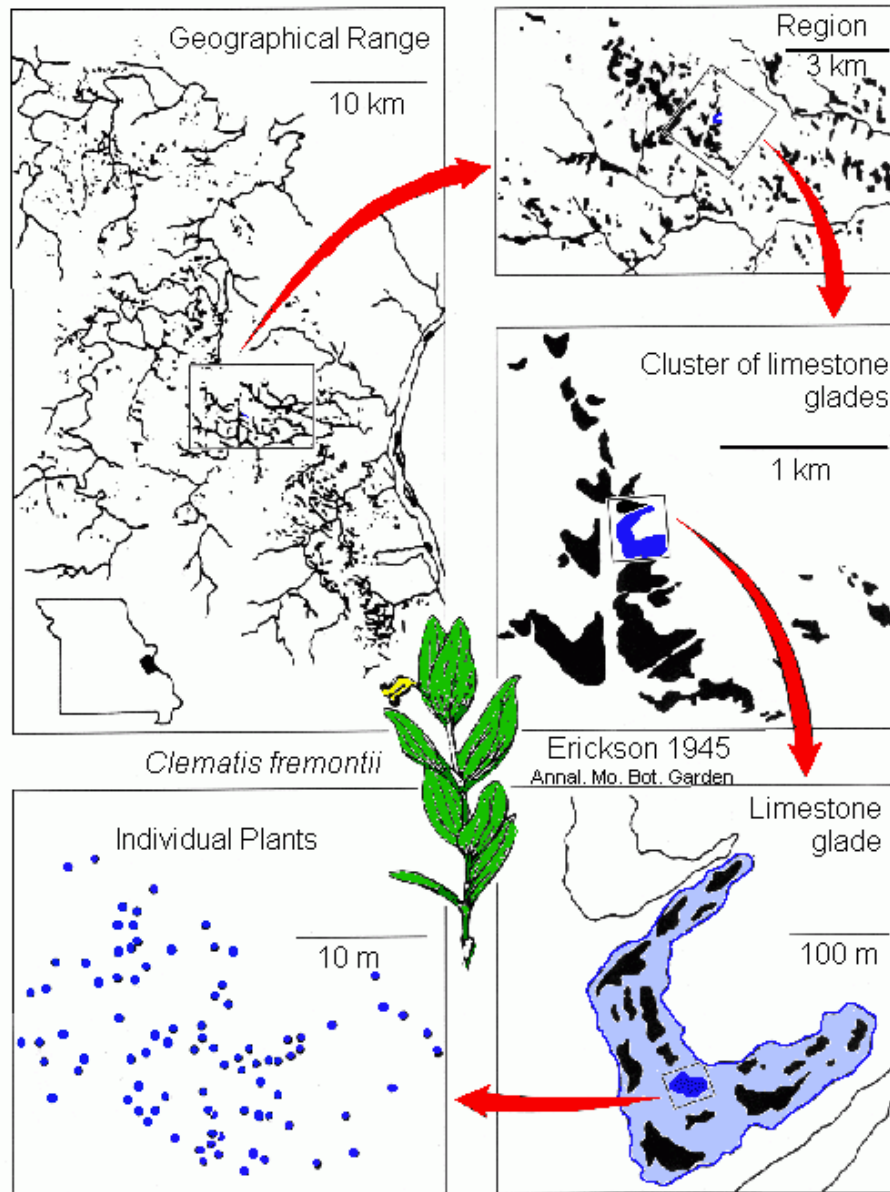 Geographical Range
10 km
Region
3 km
Cluster of limestone
glades
1 km
Clematis fremontii
Erickson 1945
Annal. Mo. Bot. Garden
Individual Plants
10 m
Limestone
glade
100 m